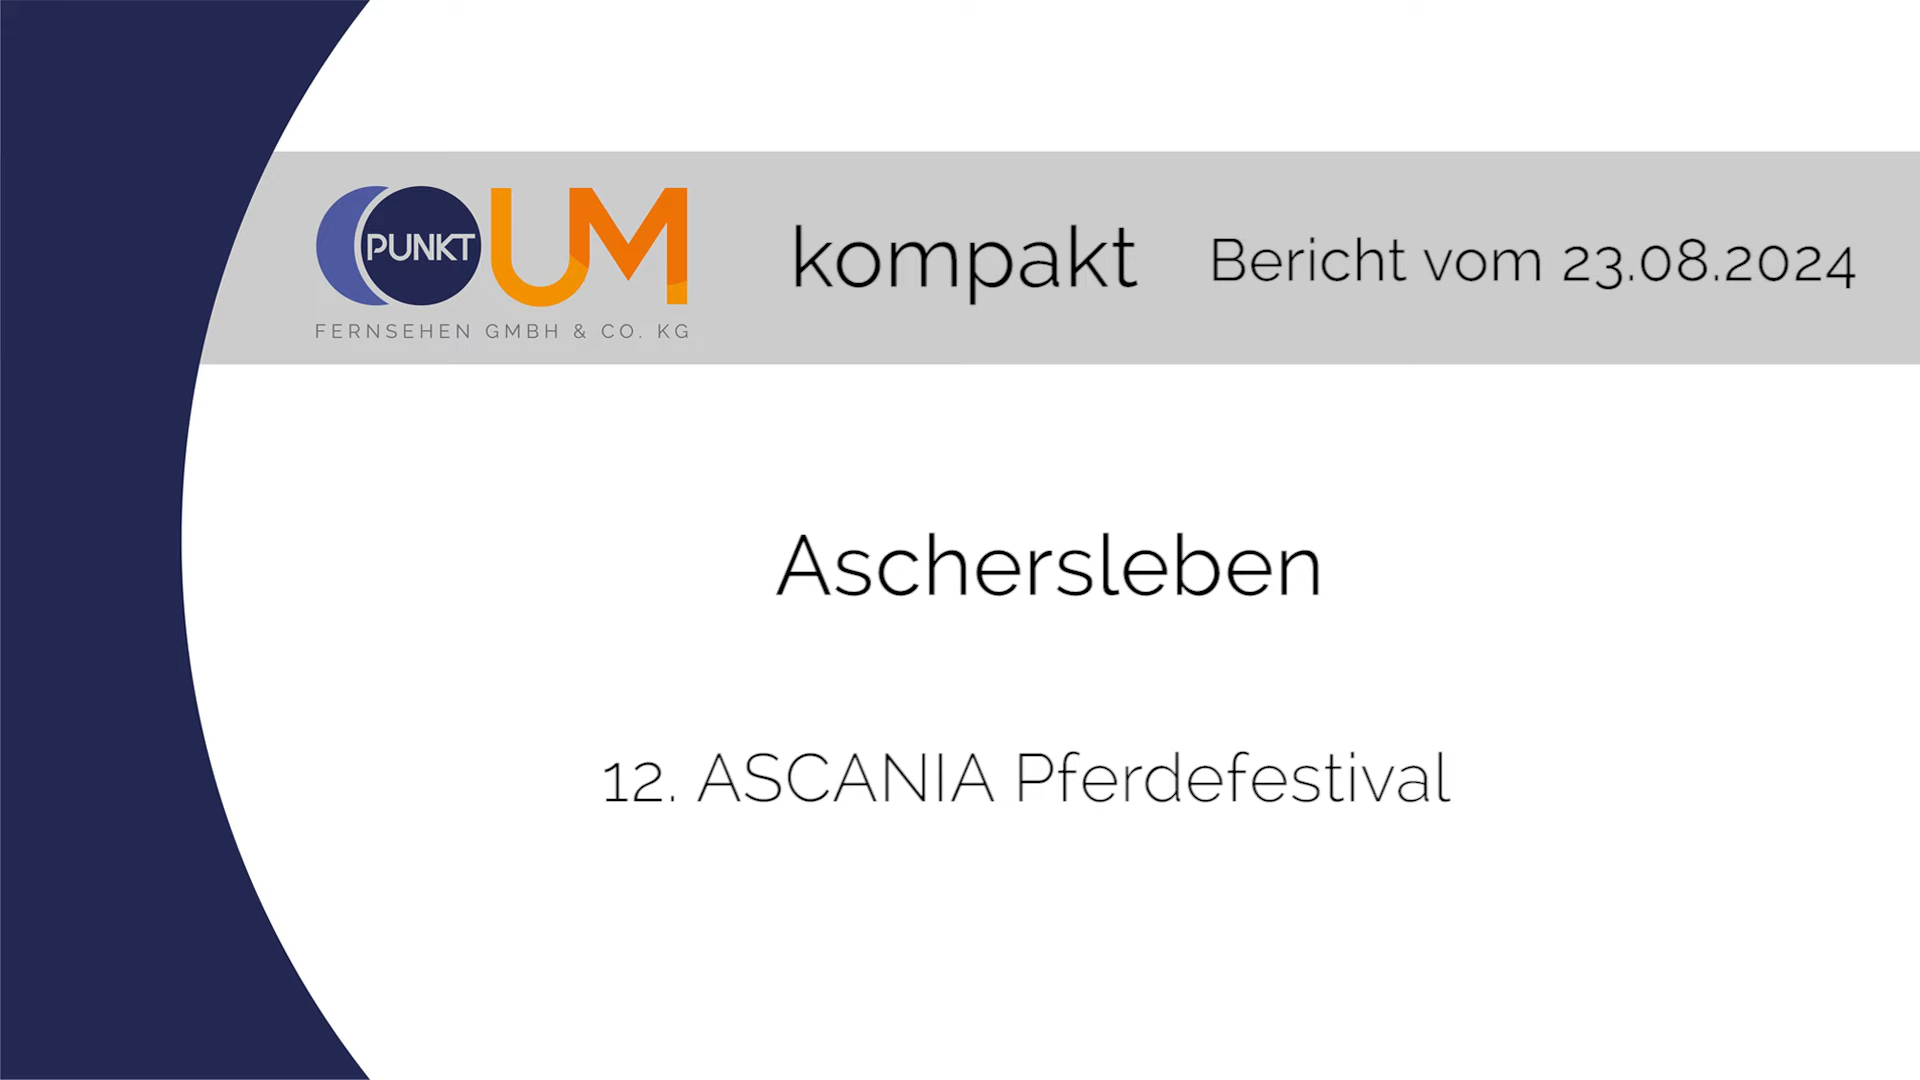 PUNKT UM
FERNSEHEN GMBH & CO. KG
kompakt
Bericht vom 23.08.2024
Aschersleben
12. ASCANIA Pferdefestival